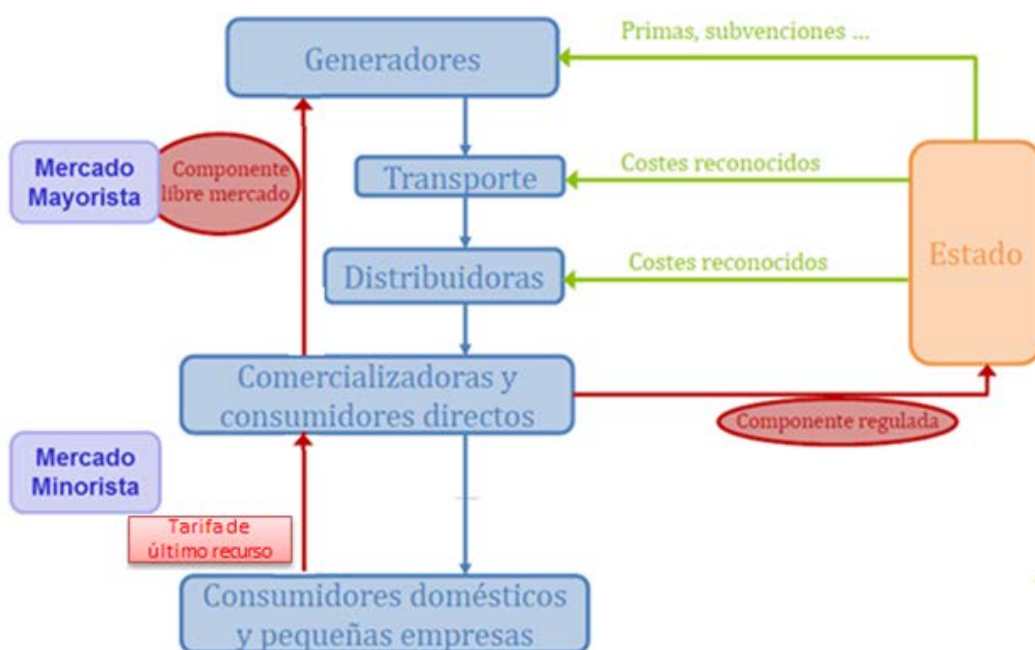 Generadores
Primas, subvenciones ...
Mercado
Mayorista
Componente
libre mercado
Transporte
Costes reconocidos
Distribuidoras
Costes reconocidos
Estado
Comercializadoras y
consumidores directos
Componente regulada
Mercado
Minorista
Tarifa de
último recurso
Consumidores domésticos
y pequeñas empresas